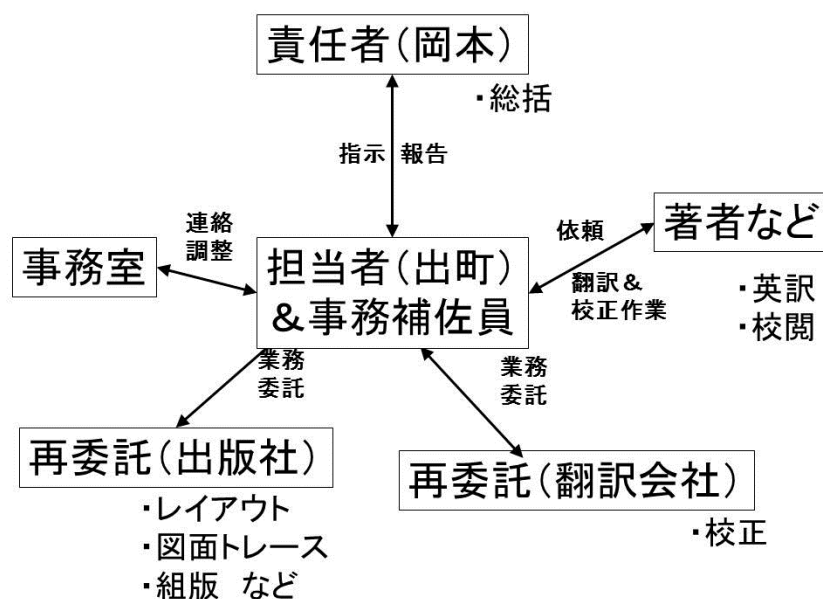 責任者(岡本)
・総括
指示 報告
連絡
調整
事務室
担当者(出町)
&事務補佐員
依頼
翻訳&
校正作業
著者など
・英訳
・校閲
業務
委託
業務
委託
再委託(出版社)
・レイアウト
・図面トレース
・組版 など
再委託(翻訳会社)
・校正